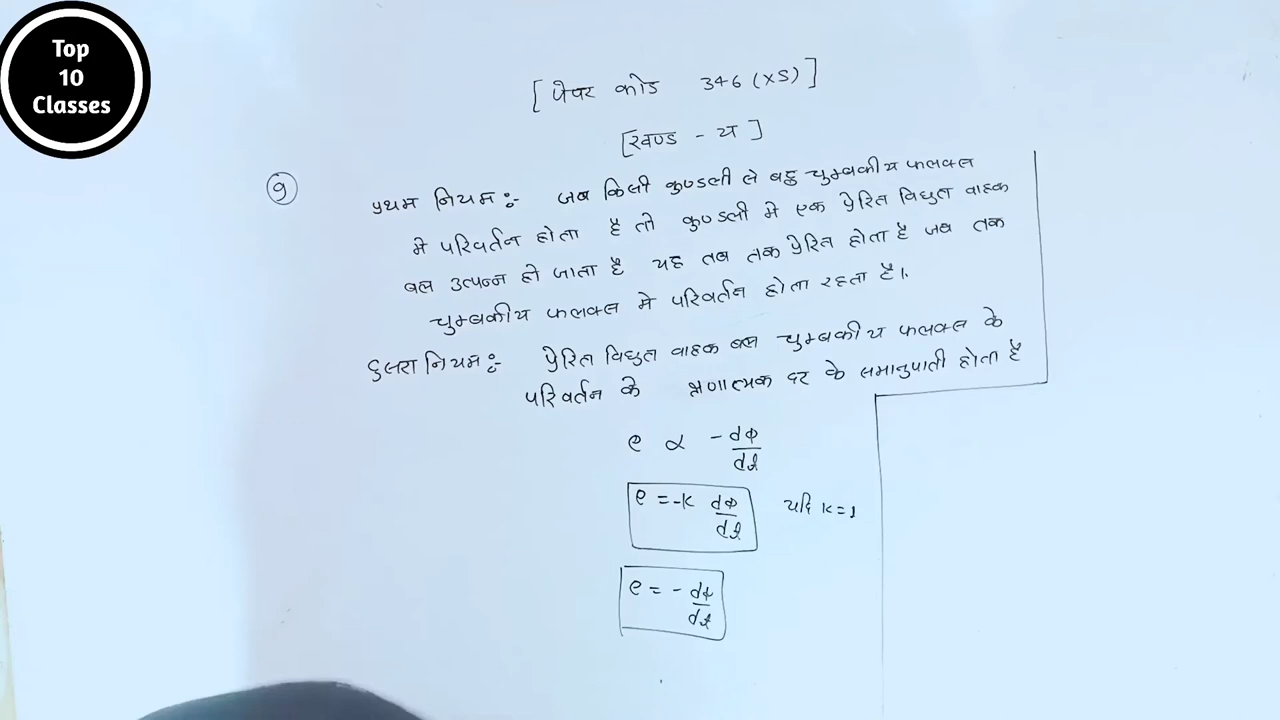 Top
10
Classes
[पेपर कोड 346 (XS)]
[खण्ड - य]
9
प्रथम नियम :- जब किसी कुण्डली से बद्ध चुम्बकीय फलक्स
मे परिवर्तन होता है तो कुण्डली मे एक प्रेरित विधुत वाहक
बल उत्पन्न हो जाता है यह तब तक प्रेरित होता है जब तक
चुम्बकीय फलक्स मे परिवर्तन होता रहता है।.
दुसरा नियम :- प्रेरित विधुत वाहक बल चुम्बकीय फलक्स के
परिवर्तन के ऋणात्मक दर के समानुपाती होता है
e ∝ - dΦ/dt
e = -k dΦ/dt यदि k=1
e = - dΦ/dt